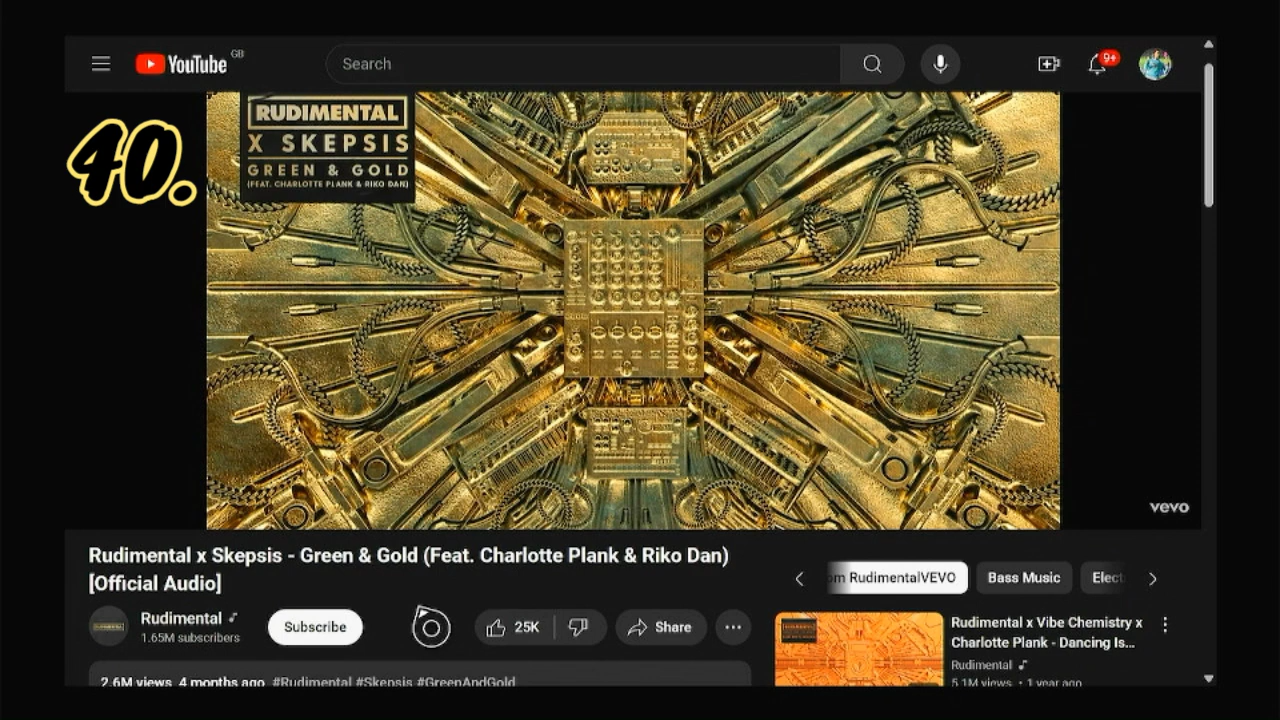 YouTube GB
Search
9+
40.
RUDIMENTAL
X SKEPSIS
GREEN & GOLD
(FEAT. CHARLOTTE PLANK & RIKO DAN)
vevo
Rudimental x Skepsis - Green & Gold (Feat. Charlotte Plank & Riko Dan)
[Official Audio]
Rudimental
1.65M subscribers
Subscribe
25K
Share
2.6M views 4 months ago #Rudimental #Skepsis #GreenAndGold
om RudimentalVEVO
Bass Music
Elect
Rudimental x Vibe Chemistry x
Charlotte Plank - Dancing Is...
Rudimental
5.1M views • 1 year ago